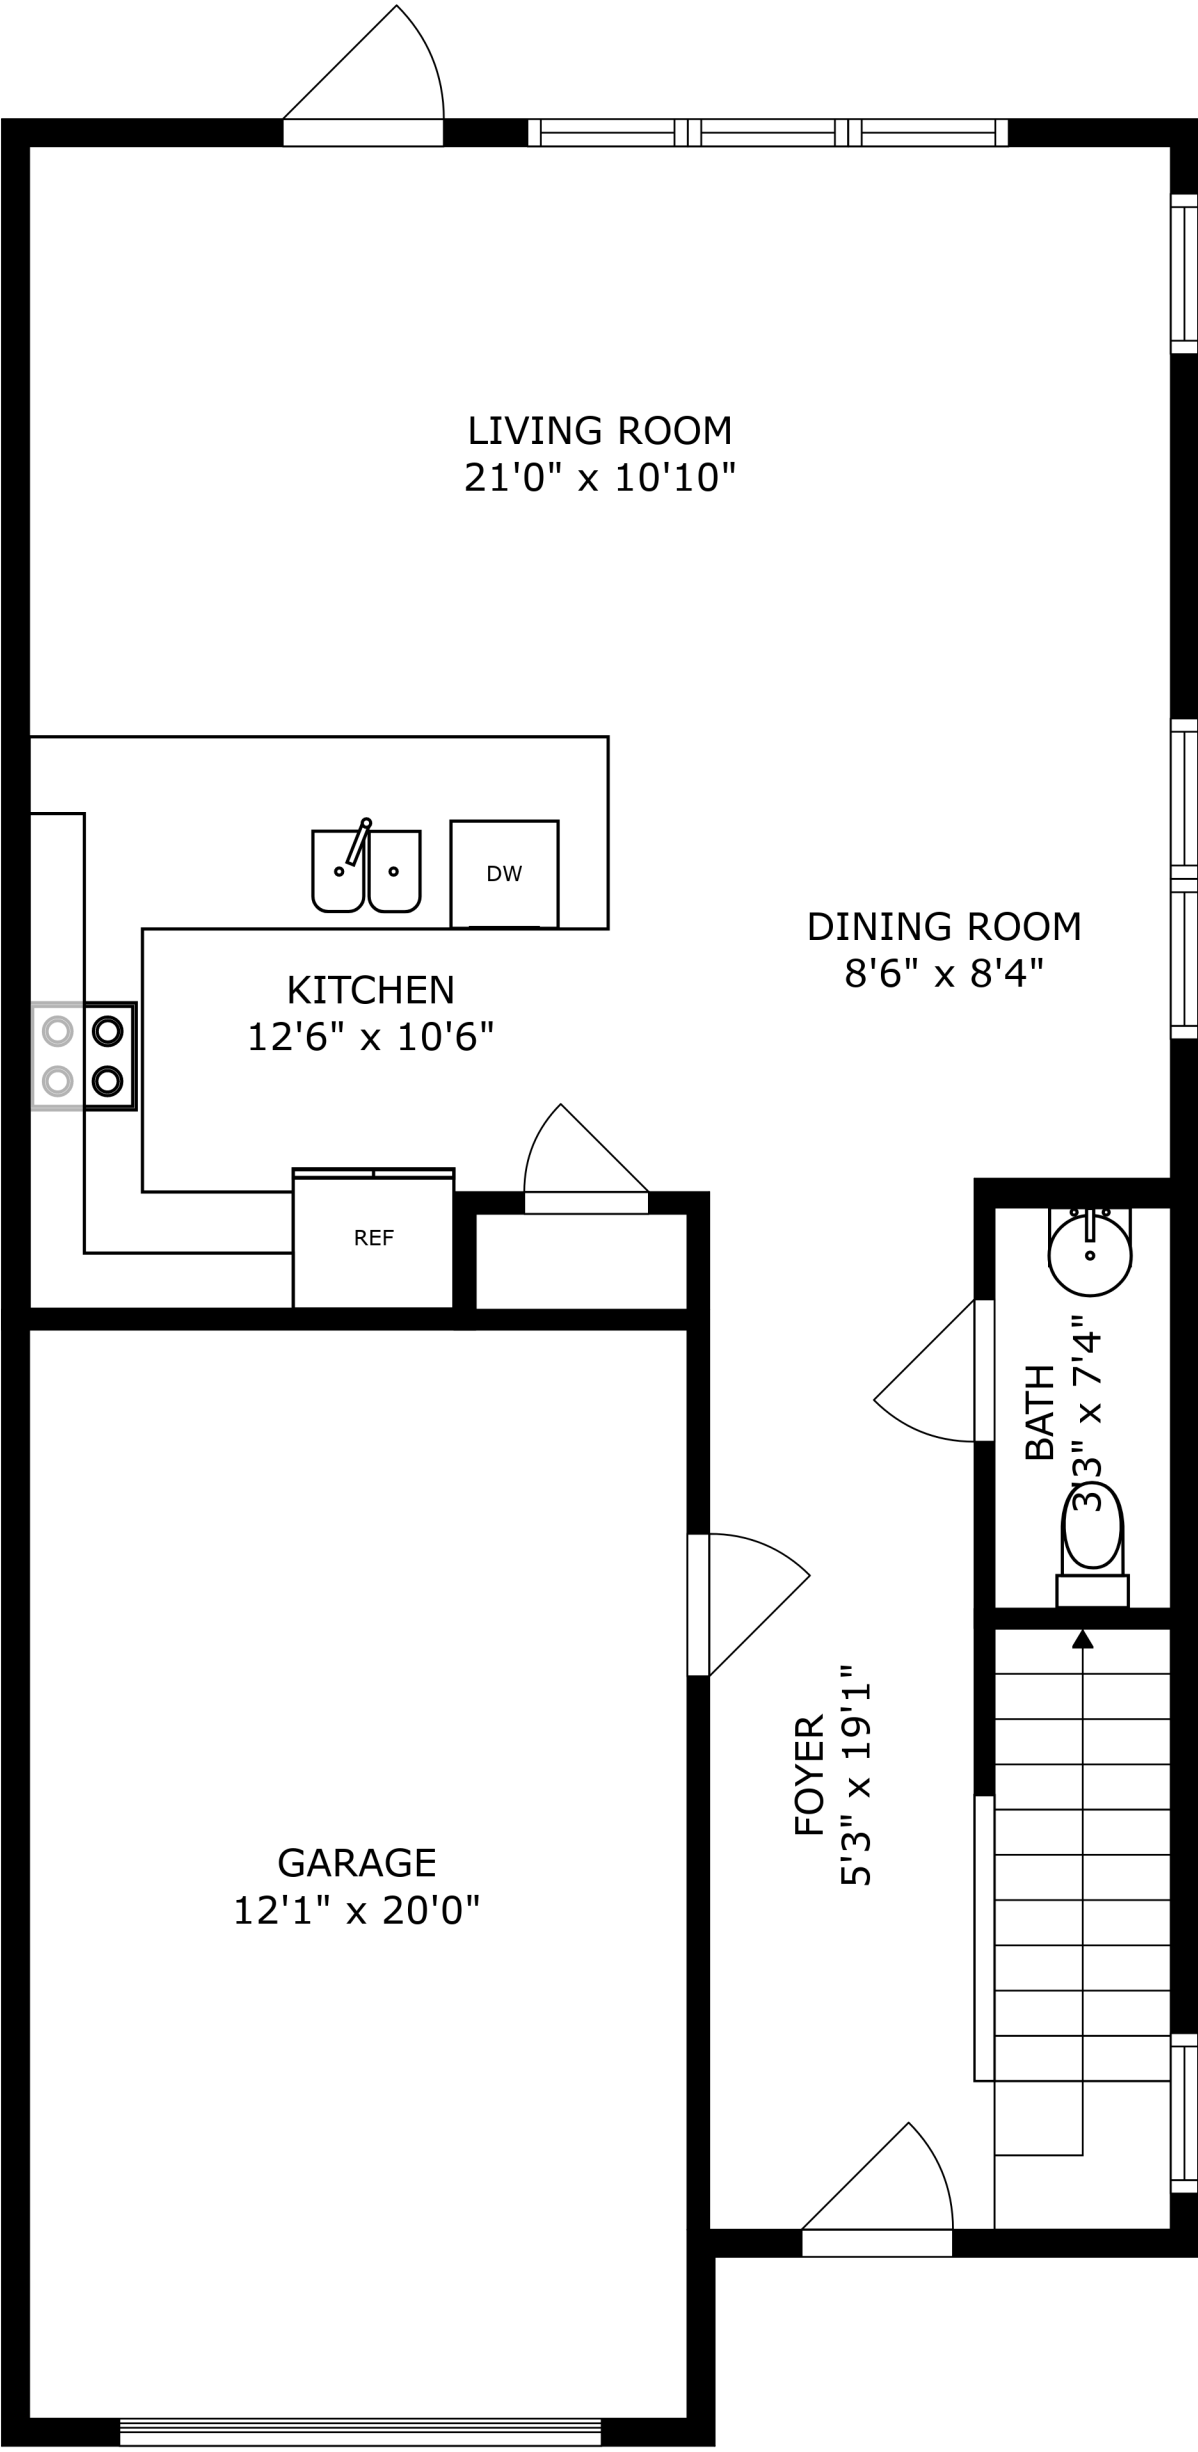 LIVING ROOM
21'0" x 10'10"
DW
DINING ROOM
8'6" x 8'4"
KITCHEN
12'6" x 10'6"
REF
BATH
3'3" x 7'4"
FOYER
5'3" x 19'1"
GARAGE
12'1" x 20'0"